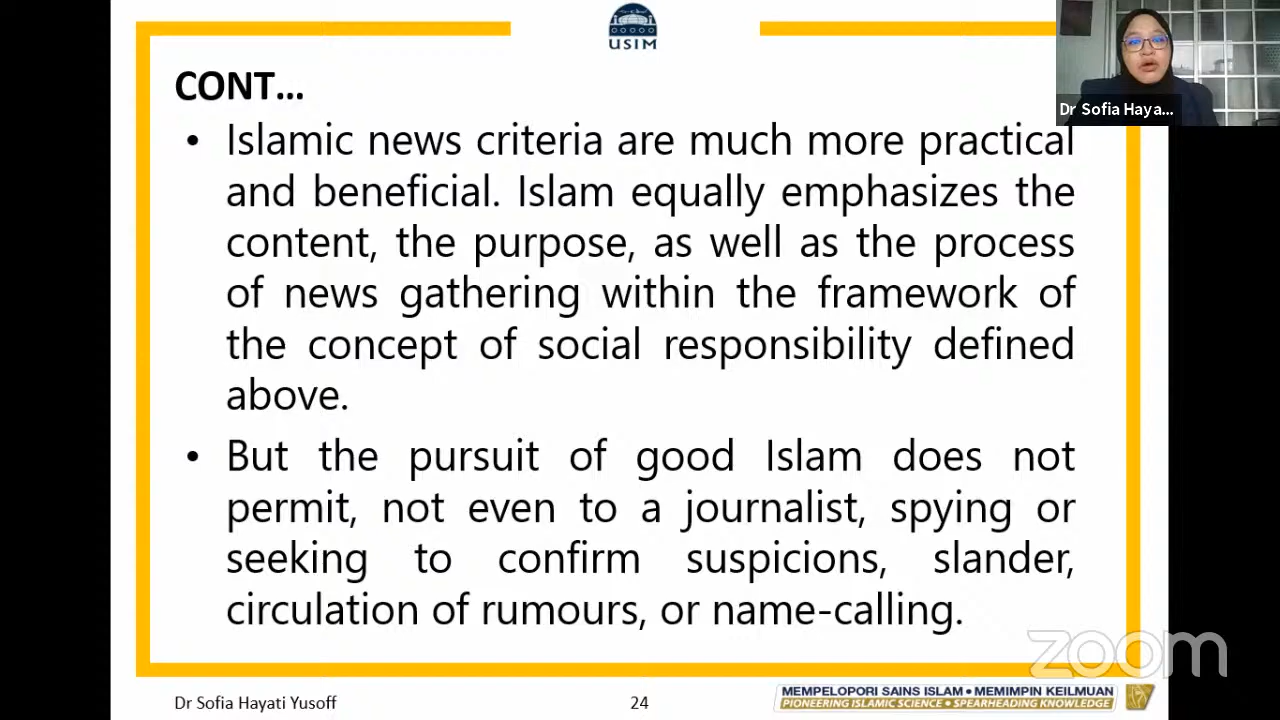 USIM
Dr Sofia Haya...
CONT...
• Islamic news criteria are much more practical
and beneficial. Islam equally emphasizes the
content, the purpose, as well as the process
of news gathering within the framework of
the concept of social responsibility defined
above.
• But the pursuit of good Islam does not
permit, not even to a journalist, spying or
seeking to confirm suspicions, slander,
circulation of rumours, or name-calling.
zoom
Dr Sofia Hayati Yusoff
24
MEMPELOPORI SAINS ISLAM • MEMIMPIN KEILMUAN
PIONEERING ISLAMIC SCIENCE • SPEARHEADING KNOWLEDGE